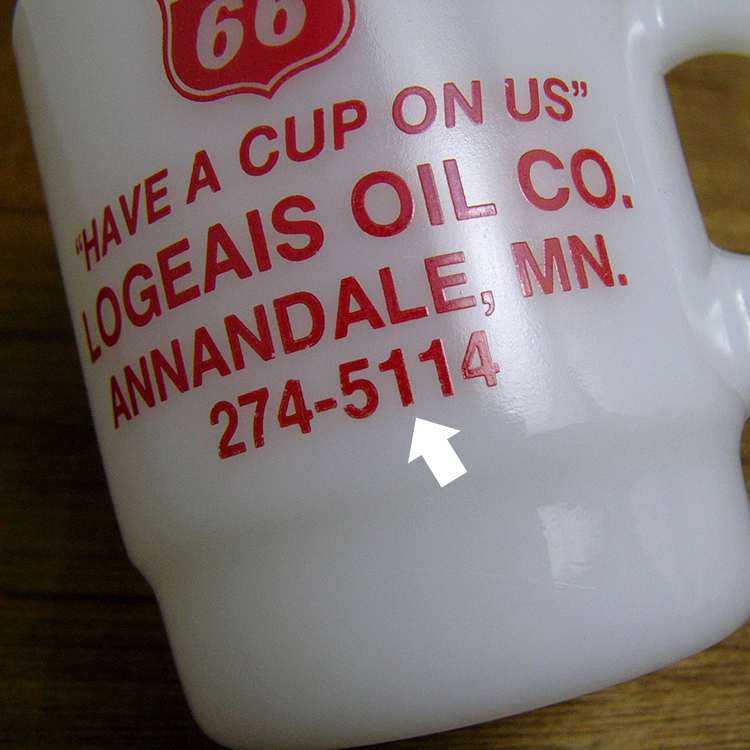 66
“HAVE A CUP ON US”
LOGEAIS OIL CO.
ANNANDALE, MN.
274-5114